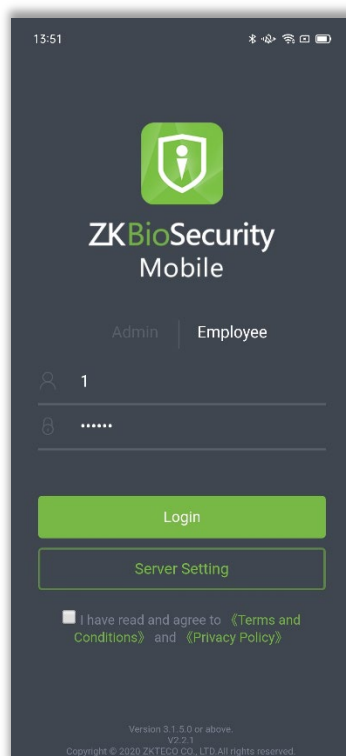 13:51
ZKBioSecurity
Mobile
Admin Employee
1
••••••
Login
Server Setting
I have read and agree to 《Terms and
Conditions》 and 《Privacy Policy》
Version 3.1.5.0 or above.
V2.2.1
Copyright © 2020 ZKTECO CO., LTD.All rights reserved.